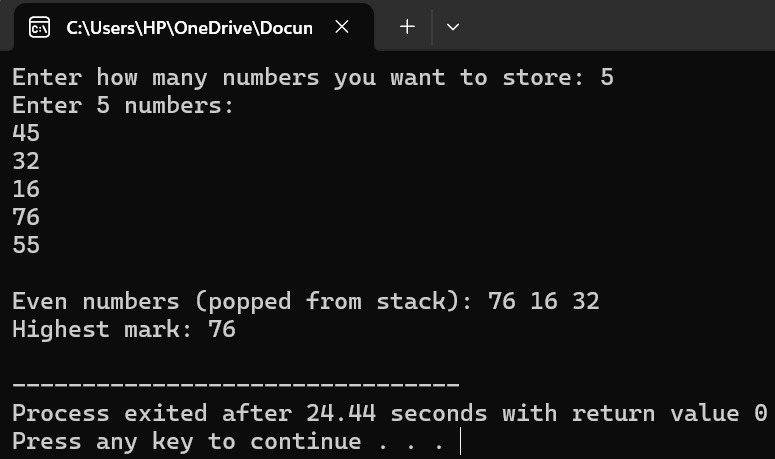 C:\Users\HP\OneDrive\Docun
Enter how many numbers you want to store: 5
Enter 5 numbers:
45
32
16
76
55
Even numbers (popped from stack): 76 16 32
Highest mark: 76
--------------------------------
Process exited after 24.44 seconds with return value 0
Press any key to continue . . .